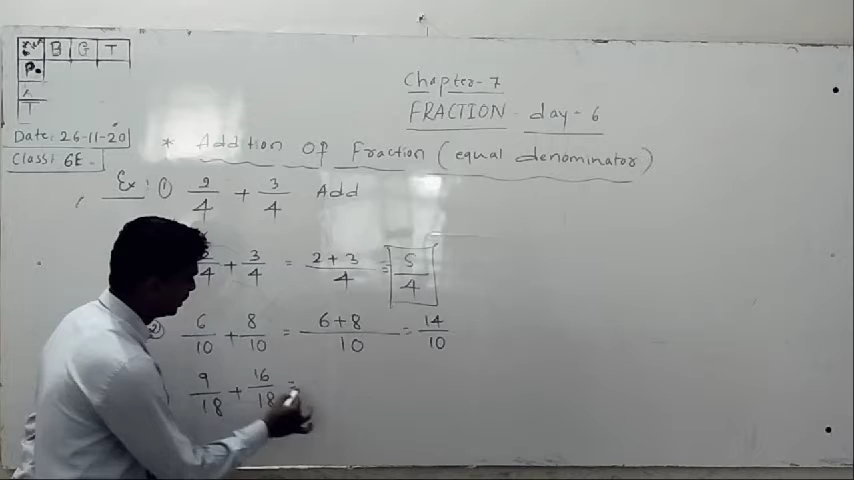 B G T
P.
A
T
Chapter-7
FRACTION day-6
Date: 26-11-20
Class: 6E
* Addition Of Fraction (equal denominator)
Ex: ① 2/4 + 3/4 Add
2/4 + 3/4 = 2+3/4 = 5/4
② 6/10 + 8/10 = 6+8/10 = 14/10
9/18 + 16/18 =